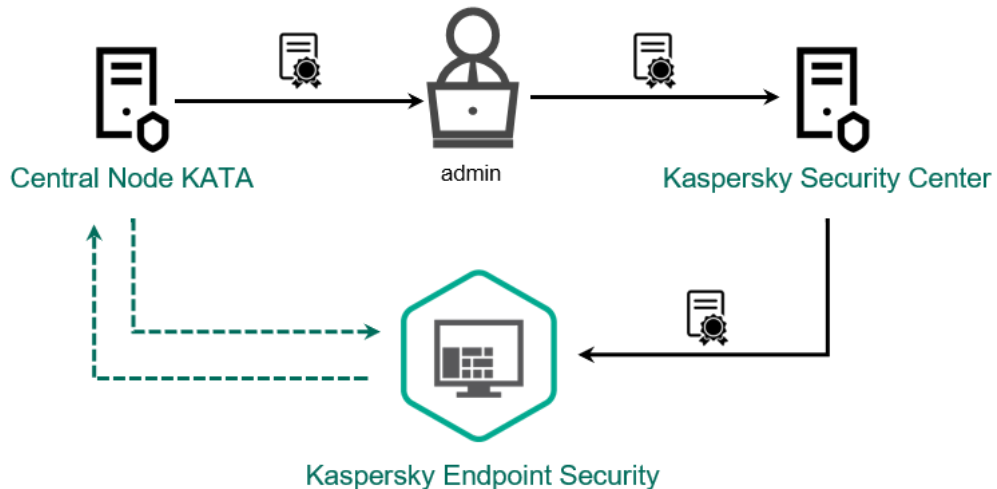 admin
Central Node KATA
Kaspersky Security Center
Kaspersky Endpoint Security